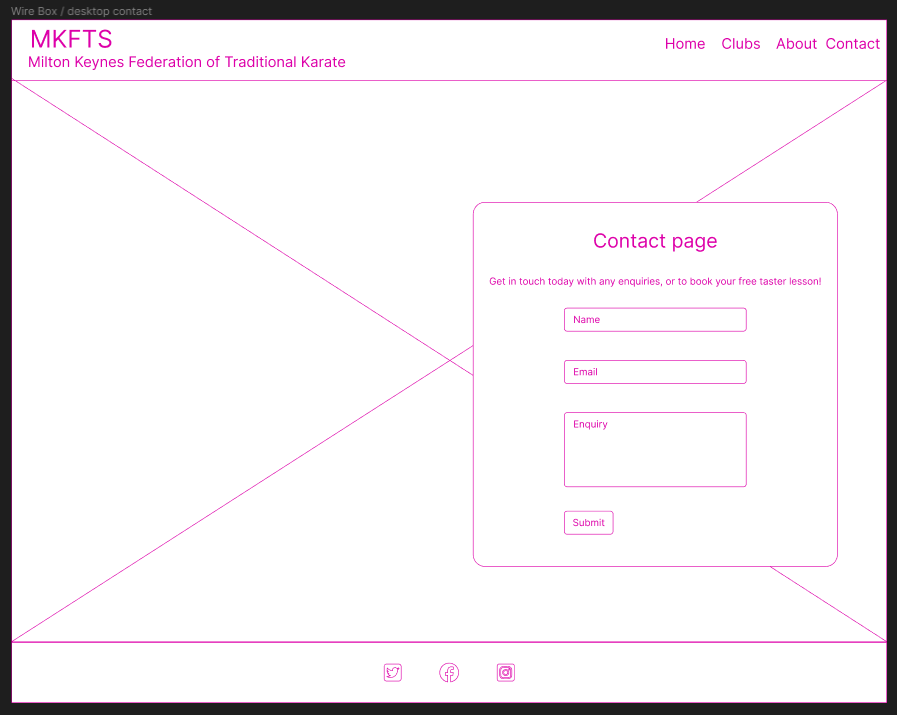 Wire Box / desktop contact
MKFTS
Milton Keynes Federation of Traditional Karate
Home Clubs About Contact
Contact page
Get in touch today with any enquiries, or to book your free taster lesson!
Name
Email
Enquiry
Submit